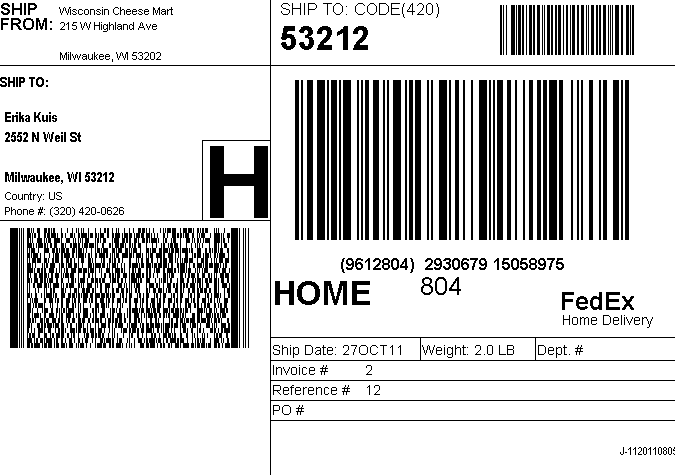 SHIP FROM: Wisconsin Cheese Mart
215 W Highland Ave
Milwaukee, WI 53202
SHIP TO: CODE(420)
53212
SHIP TO:
Erika Kuis
2552 N Weil St
Milwaukee, WI 53212
Country: US
Phone #: (320) 420-0626
H
(9612804) 2930679 15058975
HOME 804
FedEx
Home Delivery
Ship Date: 27OCT11 Weight: 2.0 LB Dept. #
Invoice # 2
Reference # 12
PO #
J-1120110805